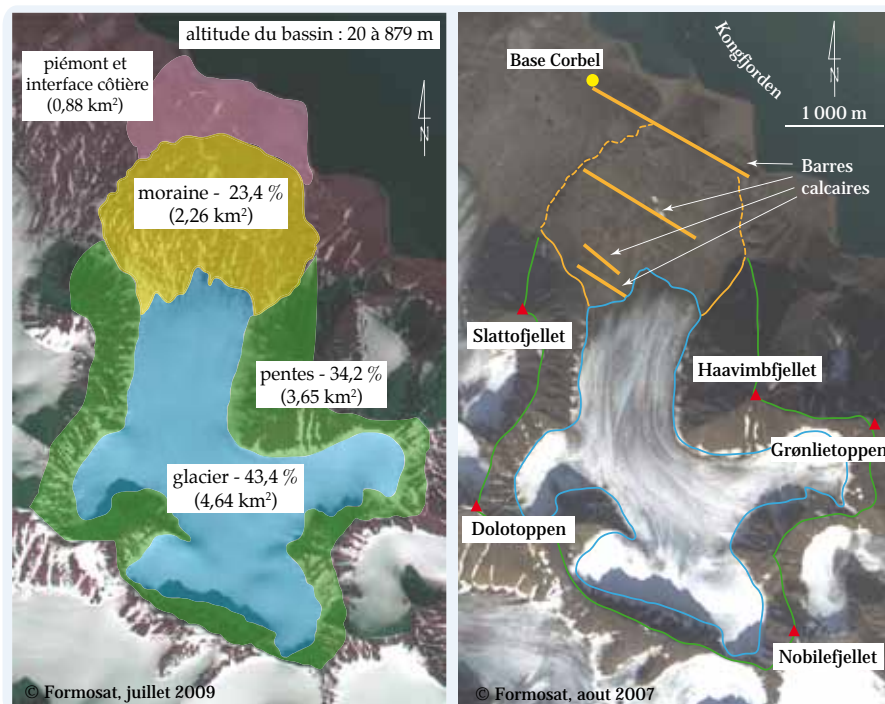 altitude du bassin : 20 à 879 m
piémont et
interface côtière
(0,88 km²)
N
moraine - 23,4 %
(2,26 km²)
pentes - 34,2 %
(3,65 km²)
glacier - 43,4 %
(4,64 km²)
© Formosat, juillet 2009
Kongfjorden
Base Corbel
N
1 000 m
Barres
calcaires
Slattofjellet
Haavimbfjellet
Grønlietoppen
Dolotoppen
Nobilefjellet
© Formosat, aout 2007